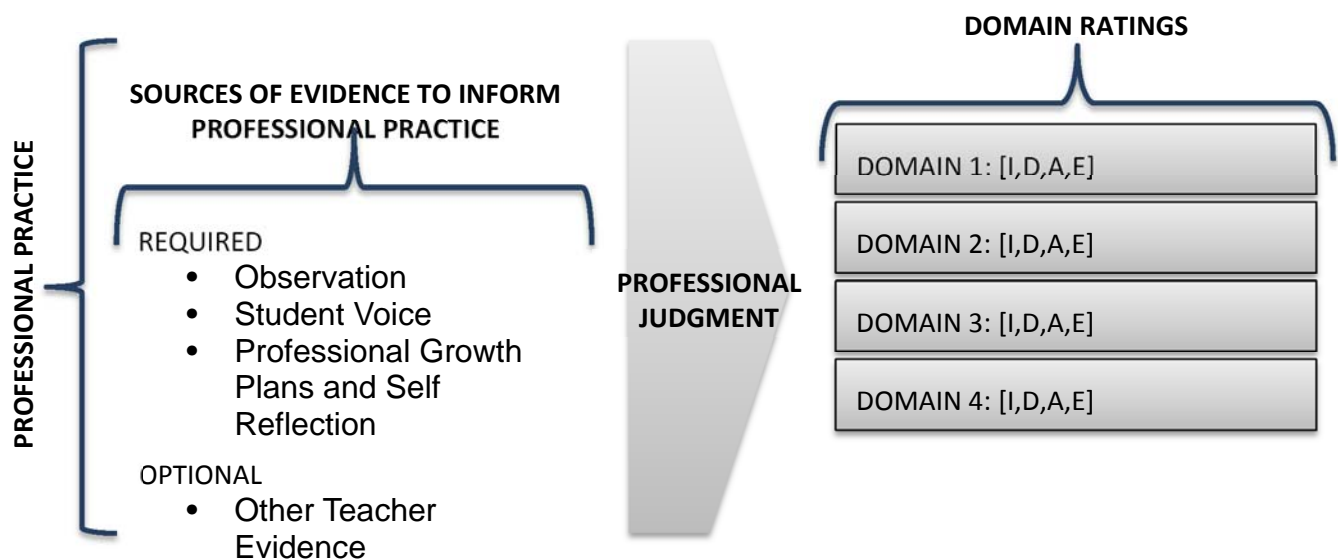 PROFESSIONAL PRACTICE
SOURCES OF EVIDENCE TO INFORM
PROFESSIONAL PRACTICE
REQUIRED
• Observation
• Student Voice
• Professional Growth
Plans and Self
Reflection
OPTIONAL
• Other Teacher
Evidence
PROFESSIONAL
JUDGMENT
DOMAIN RATINGS
DOMAIN 1: [I,D,A,E]
DOMAIN 2: [I,D,A,E]
DOMAIN 3: [I,D,A,E]
DOMAIN 4: [I,D,A,E]